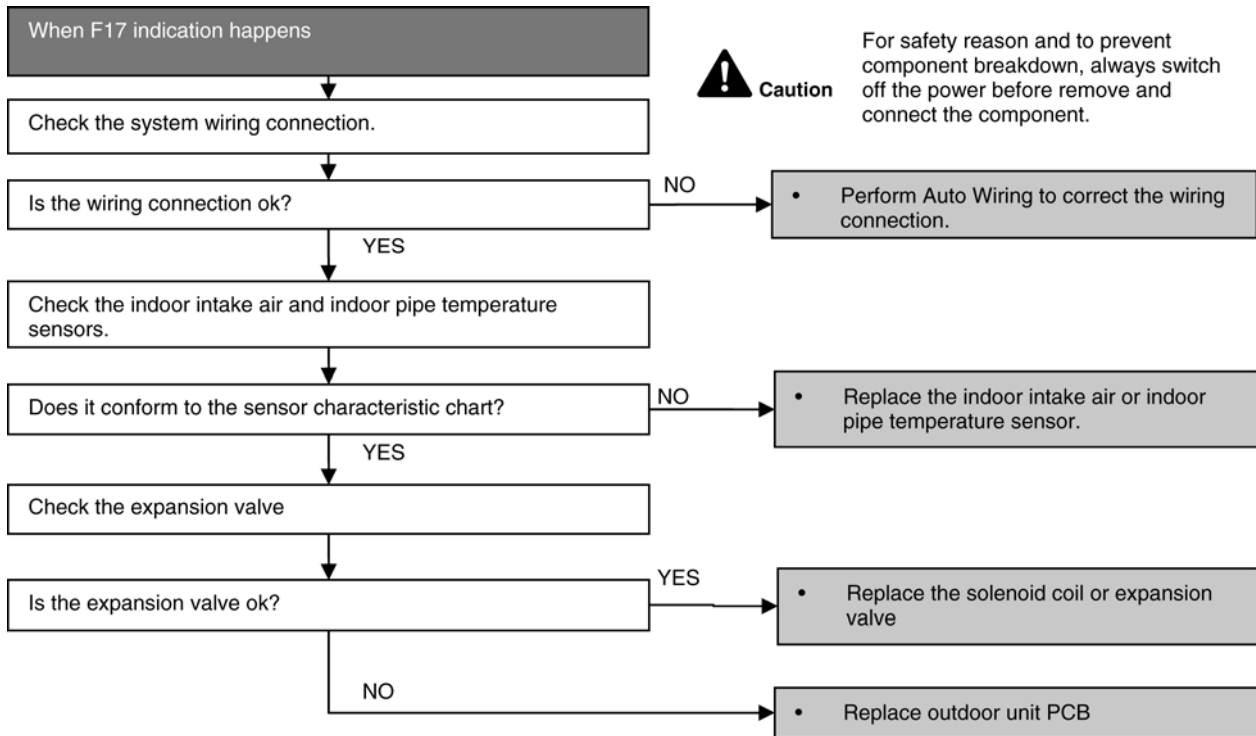 When F17 indication happens
Caution
For safety reason and to prevent
component breakdown, always switch
off the power before remove and
connect the component.
Check the system wiring connection.
Is the wiring connection ok?
NO
• Perform Auto Wiring to correct the wiring
connection.
YES
Check the indoor intake air and indoor pipe temperature
sensors.
Does it conform to the sensor characteristic chart?
NO
• Replace the indoor intake air or indoor
pipe temperature sensor.
YES
Check the expansion valve
Is the expansion valve ok?
YES
• Replace the solenoid coil or expansion
valve
NO
• Replace outdoor unit PCB